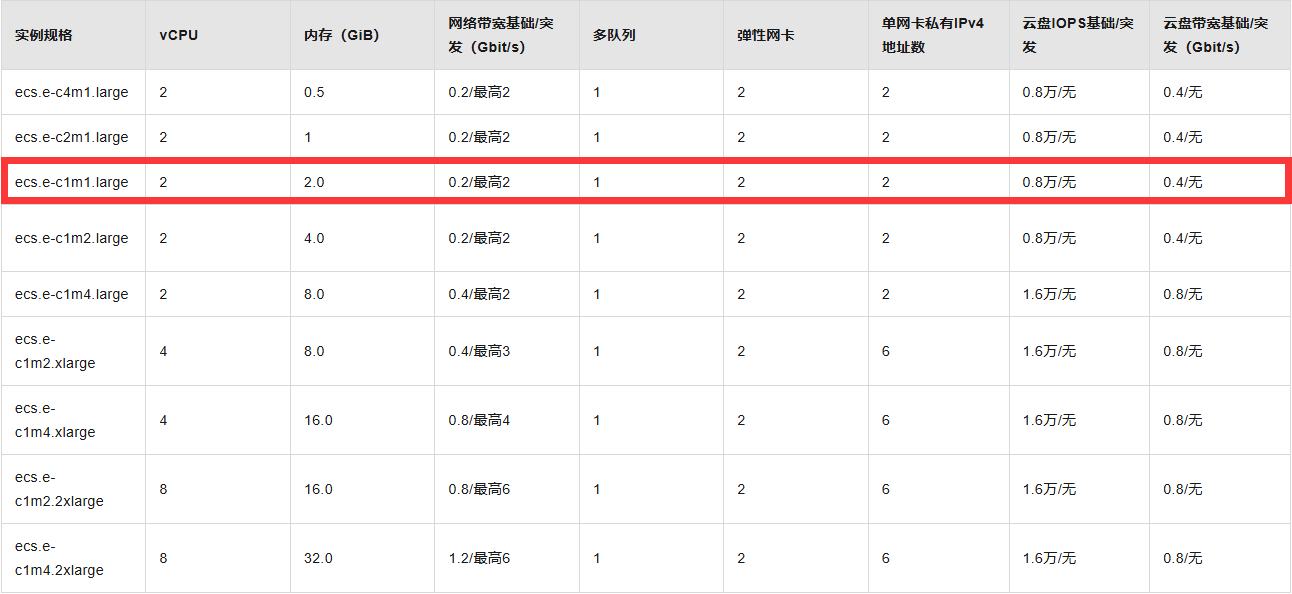 实例规格 vCPU 内存（GiB） 网络带宽基础/突发（Gbit/s） 多队列 弹性网卡 单网卡私有IPv4地址数 云盘IOPS基础/突发 云盘带宽基础/突发（Gbit/s）
ecs.e-c4m1.large 2 0.5 0.2/最高2 1 2 2 0.8万/无 0.4/无
ecs.e-c2m1.large 2 1 0.2/最高2 1 2 2 0.8万/无 0.4/无
ecs.e-c1m1.large 2 2.0 0.2/最高2 1 2 2 0.8万/无 0.4/无
ecs.e-c1m2.large 2 4.0 0.2/最高2 1 2 2 0.8万/无 0.4/无
ecs.e-c1m4.large 2 8.0 0.4/最高2 1 2 2 1.6万/无 0.8/无
ecs.e-c1m2.xlarge 4 8.0 0.4/最高3 1 2 6 1.6万/无 0.8/无
ecs.e-c1m4.xlarge 4 16.0 0.8/最高4 1 2 6 1.6万/无 0.8/无
ecs.e-c1m2.2xlarge 8 16.0 0.8/最高6 1 2 6 1.6万/无 0.8/无
ecs.e-c1m4.2xlarge 8 32.0 1.2/最高6 1 2 6 1.6万/无 0.8/无